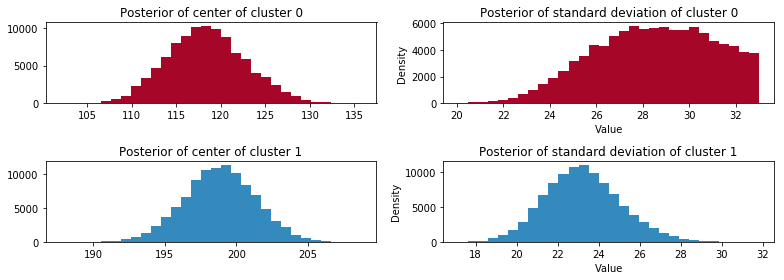 Posterior of center of cluster 0
10000
5000
0
105 110 115 120 125 130 135
Posterior of standard deviation of cluster 0
6000
4000
2000
0
Density
20 22 24 26 28 30 32
Value
Posterior of center of cluster 1
10000
5000
0
190 195 200 205
Posterior of standard deviation of cluster 1
10000
5000
0
Density
18 20 22 24 26 28 30 32
Value